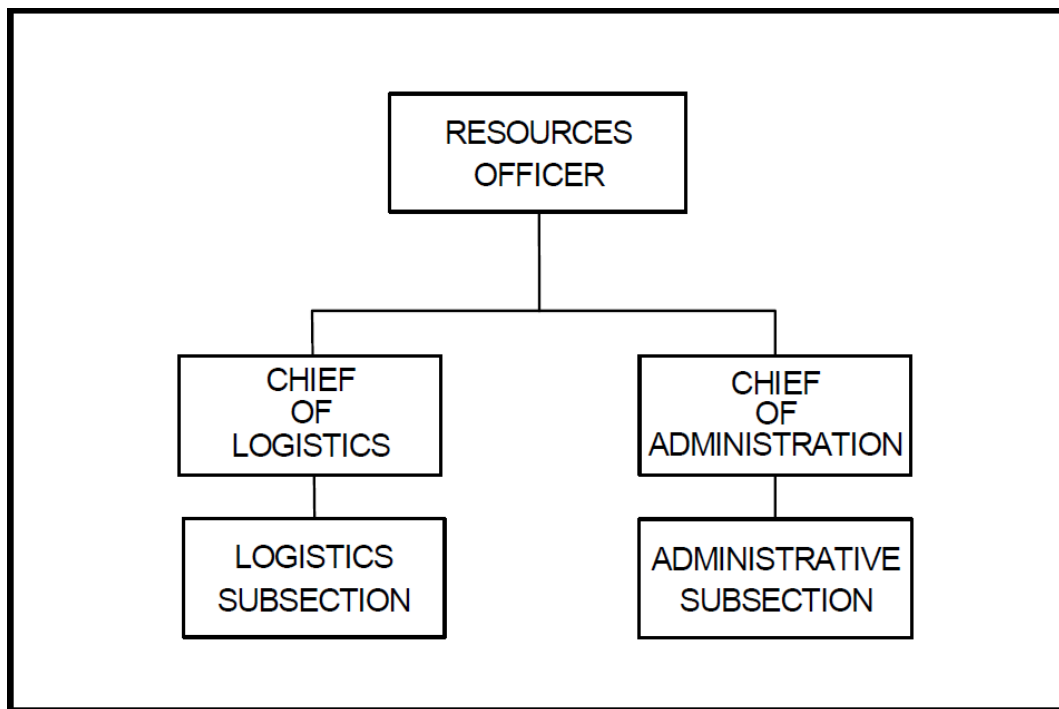 RESOURCES
OFFICER
CHIEF
OF
LOGISTICS
CHIEF
OF
ADMINISTRATION
LOGISTICS
SUBSECTION
ADMINISTRATIVE
SUBSECTION